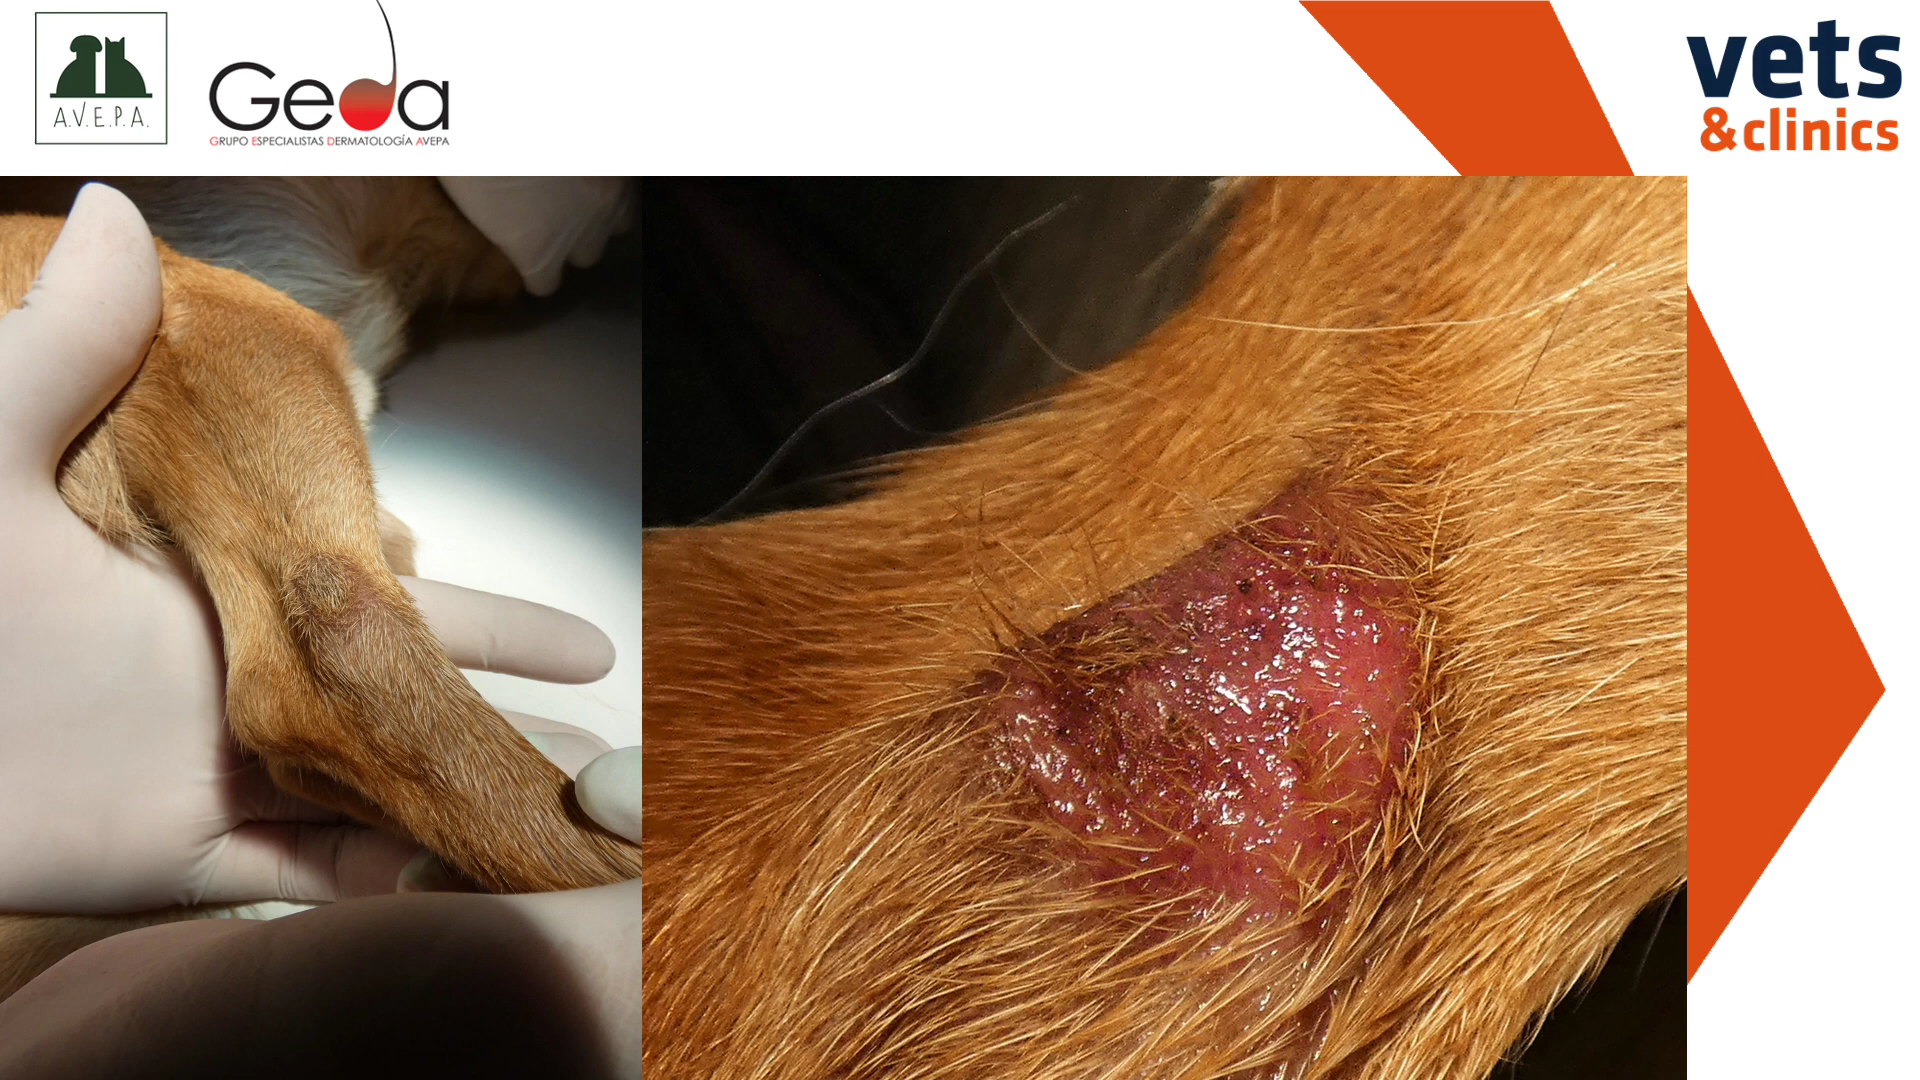 A.V.E.P.A.
Geda
GRUPO ESPECIALISTAS DERMATOLOGÍA AVEPA
vets
&clinics